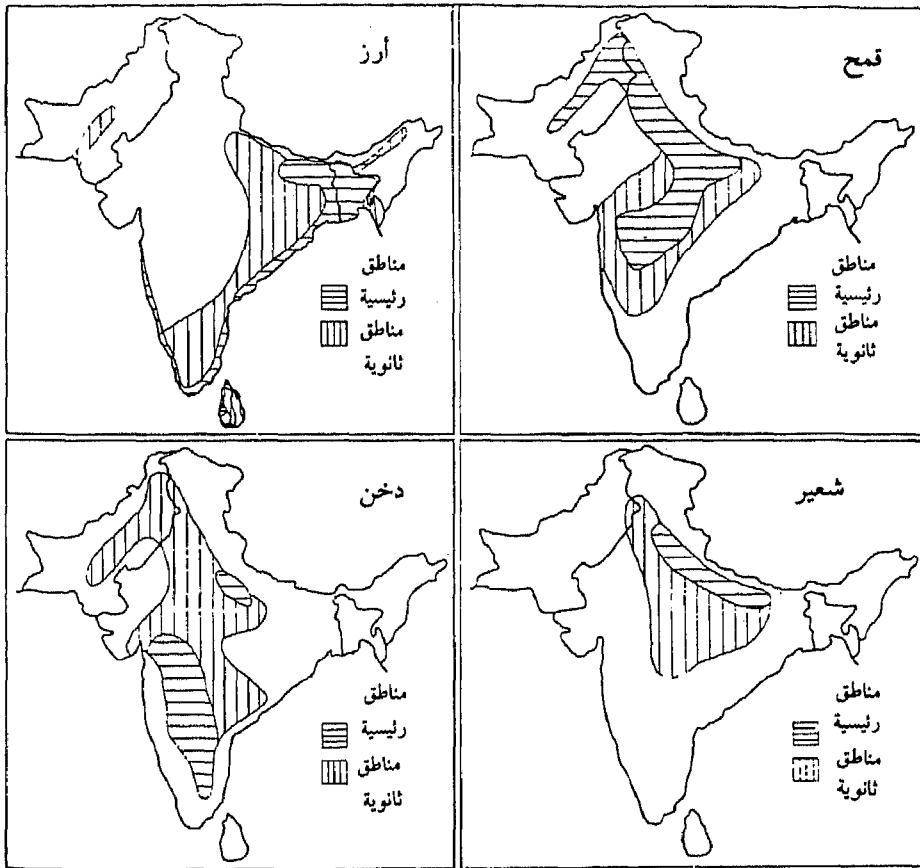 قمح
مناطق
رئيسية
مناطق
ثانوية
أرز
مناطق
رئيسية
مناطق
ثانوية
شعير
مناطق
رئيسية
مناطق
ثانوية
دخن
مناطق
رئيسية
مناطق
ثانوية